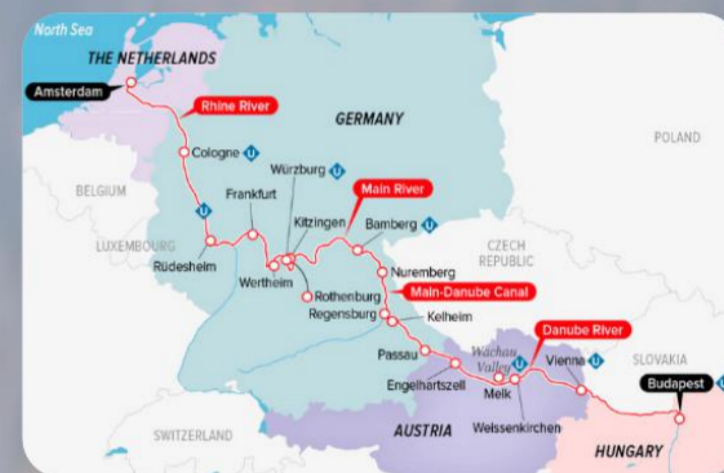 North Sea
THE NETHERLANDS
Amsterdam
Rhine River
GERMANY
POLAND
Cologne U
Würzburg U
BELGIUM
Frankfurt
Main River
Kitzingen
Bamberg U
U
LUXEMBOURG
CZECH
REPUBLIC
Rüdesheim
Wertheim
Nuremberg
Rothenburg
Main-Danube Canal
Regensburg
Kelheim
Danube River
Passau
Wachau
Valley U
Vienna U
SLOVAKIA
Engelhartszell
Melk
Budapest U
Weissenkirchen
SWITZERLAND
AUSTRIA
HUNGARY